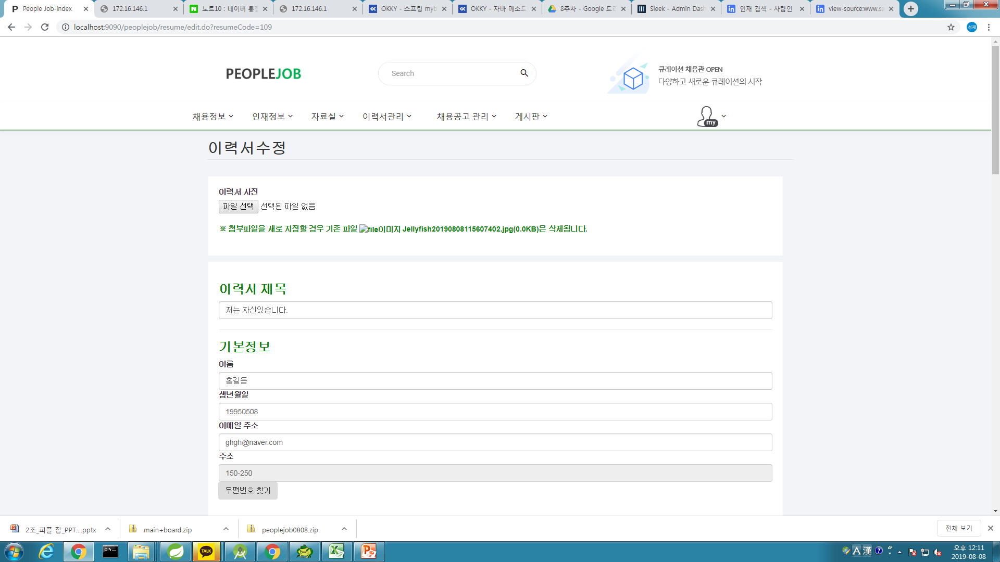 People Job-index
172.16.146.1
노트10 : 네이버 통합
172.16.146.1
OKKY - 스프링 myb
OKKY - 자바 메소드
8주차 - Google 드라
Sleek - Admin Dash
인재 검색 - 사람인
view-source:www.sa
localhost:9090/peoplejob/resume/edit.do?resumeCode=109
성재
PEOPLEJOB
Search
큐레이션 채용관 OPEN
다양하고 새로운 큐레이션의 시작
채용정보
인재정보
자료실
이력서관리
채용공고 관리
게시판
my
이력서수정
이력서 사진
파일 선택 선택된 파일 없음
※ 첨부파일을 새로 지정할 경우 기존 파일 file이미지 Jellyfish20190808115607402.jpg(0.0KB)은 삭제됩니다.
이력서 제목
저는 자신있습니다.
기본정보
이름
홍길동
생년월일
19950508
이메일 주소
ghgh@naver.com
주소
150-250
우편번호 찾기
2조_피플 잡_PPT....pptx
main+board.zip
peoplejob0808.zip
전체 보기
TALK
A 漢
오후 12:11
2019-08-08